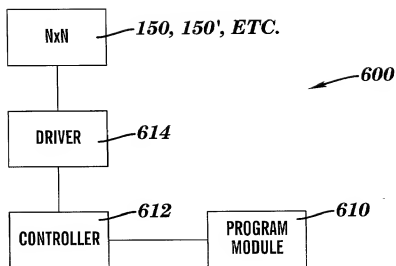 NxN
150, 150', ETC.
600
DRIVER
614
612
610
CONTROLLER
PROGRAM
MODULE